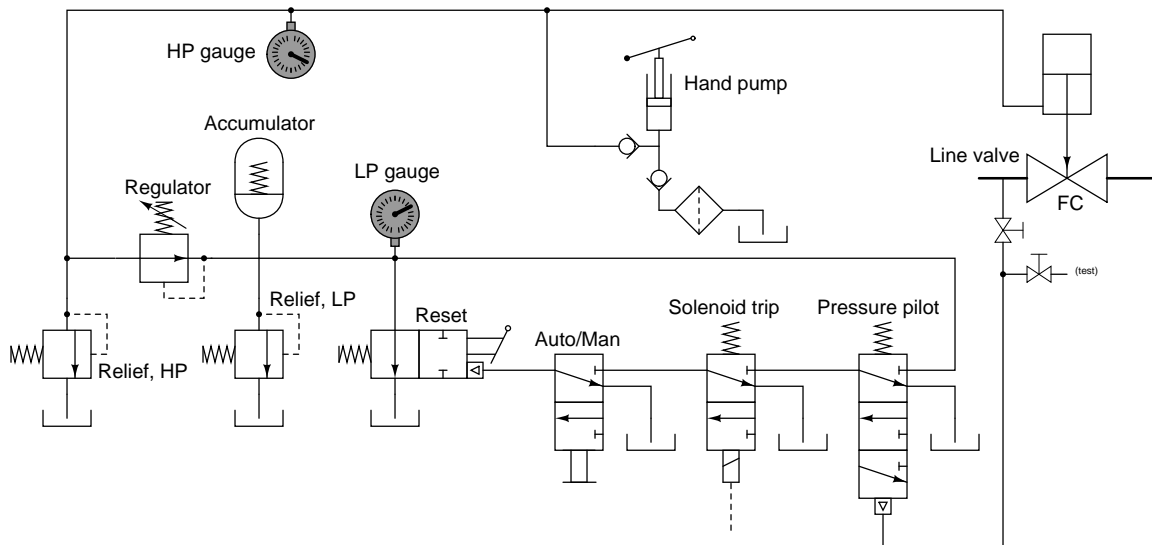 HP gauge
Hand pump
Accumulator
Line valve
LP gauge
Regulator
FC
(test)
Relief, LP
Solenoid trip
Pressure pilot
Reset
Auto/Man
Relief, HP